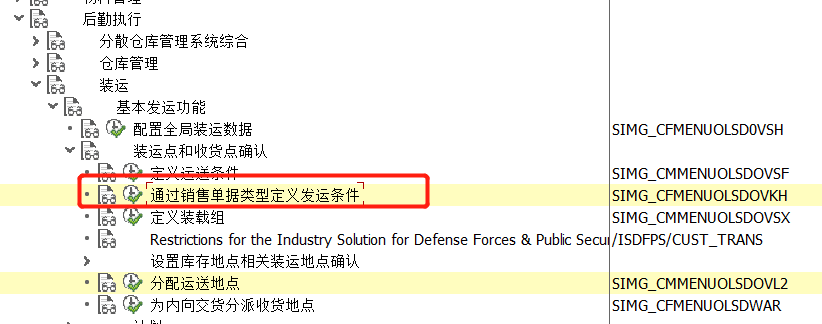 后勤执行
分散仓库管理系统综合
仓库管理
装运
基本发运功能
配置全局装运数据 SIMG_CFMENUOLSD0VSH
装运点和收货点确认
定义运送条件 SIMG_CMMENUOLSDOVSF
通过销售单据类型定义发运条件 SIMG_CFMENUOLSDOVKH
定义装载组 SIMG_CMMENUOLSDOVSX
Restrictions for the Industry Solution for Defense Forces & Public Secur /ISDFPS/CUST_TRANS
设置库存地点相关装运地点确认
分配运送地点 SIMG_CMMENUOLSDOVL2
为内向交货分派收货地点 SIMG_CFMENUOLSDWAR